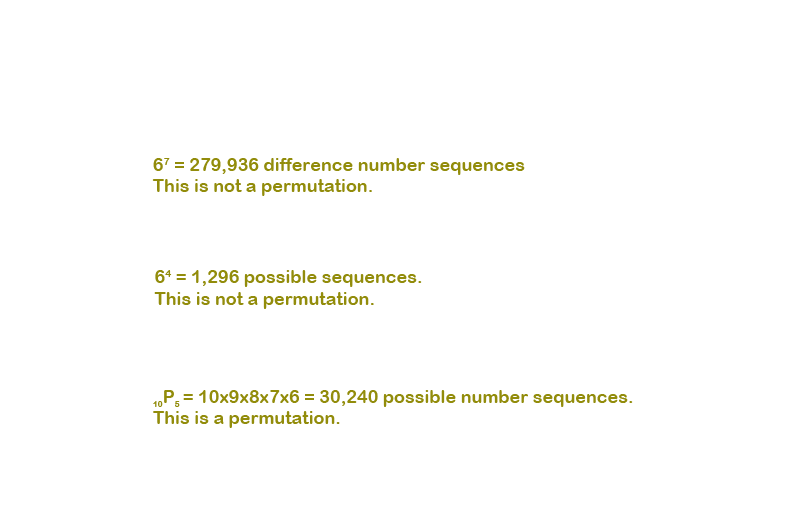 6⁷ = 279,936 difference number sequences
This is not a permutation.
6⁴ = 1,296 possible sequences.
This is not a permutation.
₁₀P₅ = 10x9x8x7x6 = 30,240 possible number sequences.
This is a permutation.